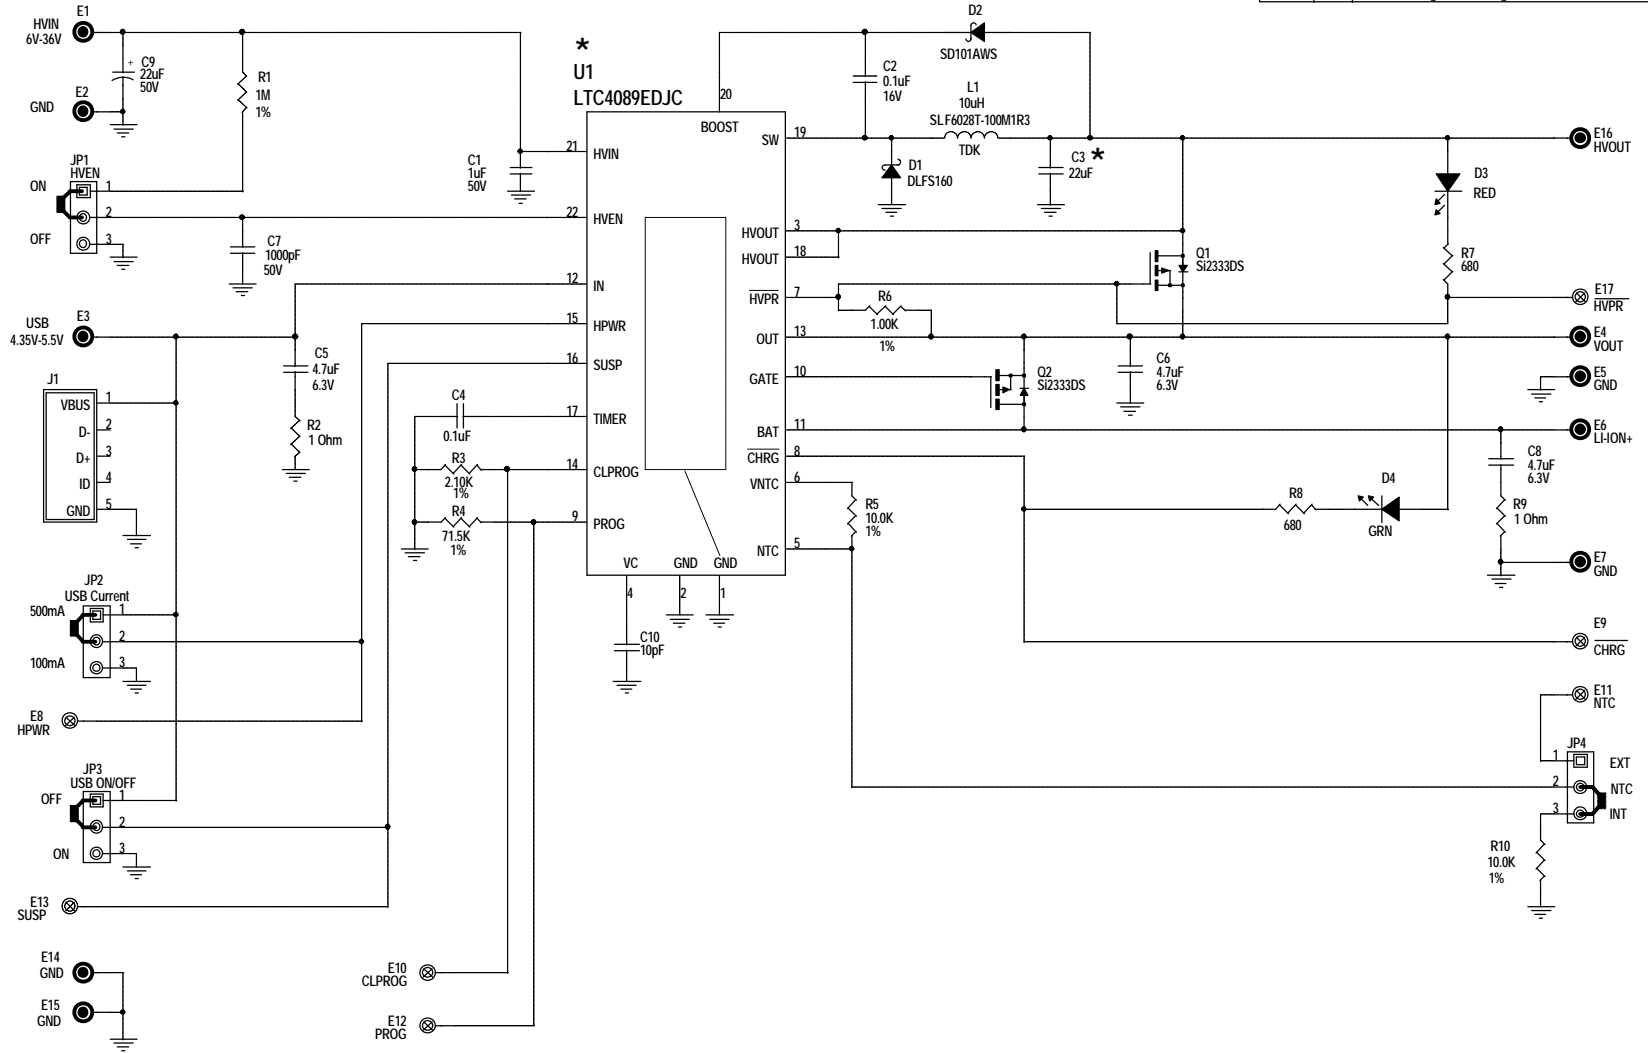 E1
HVIN
6V-36V
+
C9
22uF
50V
R1
1M
1%
E2
GND
JP1
HVEN
ON
1
2
OFF
3
C7
1000pF
50V
C1
1uF
50V
*
U1
LTC4089EDJC
20
BOOST
21
HVIN
22
HVEN
12
IN
15
HPWR
16
SUSP
17
TIMER
14
CLPROG
9
PROG
VC
GND
GND
4
2
1
SW
19
HVOUT
3
HVOUT
18
HVPR
7
OUT
13
GATE
10
BAT
11
CHRG
8
VNTC
6
NTC
5
D2
SD101AWS
C2
0.1uF
16V
L1
10uH
SLF6028T-100M1R3
TDK
D1
DLFS160
C3 *
22uF
E16
HVOUT
D3
RED
R7
680
Q1
Si2333DS
E17
HVPR
R6
1.00K
1%
E4
VOUT
E5
GND
Q2
Si2333DS
C6
4.7uF
6.3V
E6
LI-ION+
C8
4.7uF
6.3V
R9
1 Ohm
E7
GND
R8
680
D4
GRN
R5
10.0K
1%
E9
CHRG
E11
NTC
JP4
1
EXT
2
NTC
3
INT
R10
10.0K
1%
USB
4.35V-5.5V
E3
C5
4.7uF
6.3V
R2
1 Ohm
J1
VBUS
1
D-
2
D+
3
ID
4
GND
5
C4
0.1uF
R3
2.10K
1%
R4
71.5K
1%
C10
10pF
JP2
USB Current
500mA
1
2
100mA
3
E8
HPWR
JP3
USB ON/OFF
OFF
1
2
ON
3
E13
SUSP
E14
GND
E15
GND
E10
CLPROG
E12
PROG